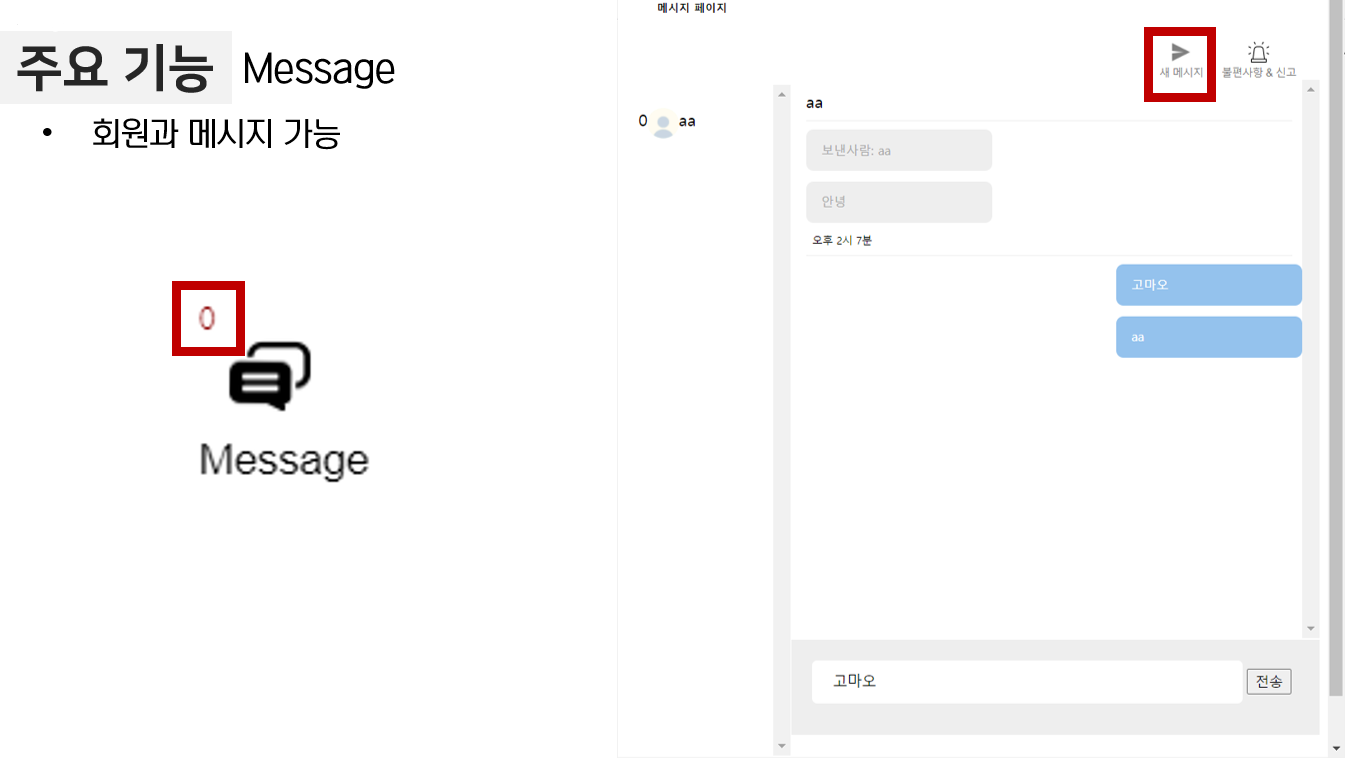 주요 기능 Message
• 회원과 메시지 가능
0
Message
메시지 페이지
새 메시지
불편사항 & 신고
0 aa
aa
보낸사람: aa
안녕
오후 2시 7분
고마오
aa
고마오
전송